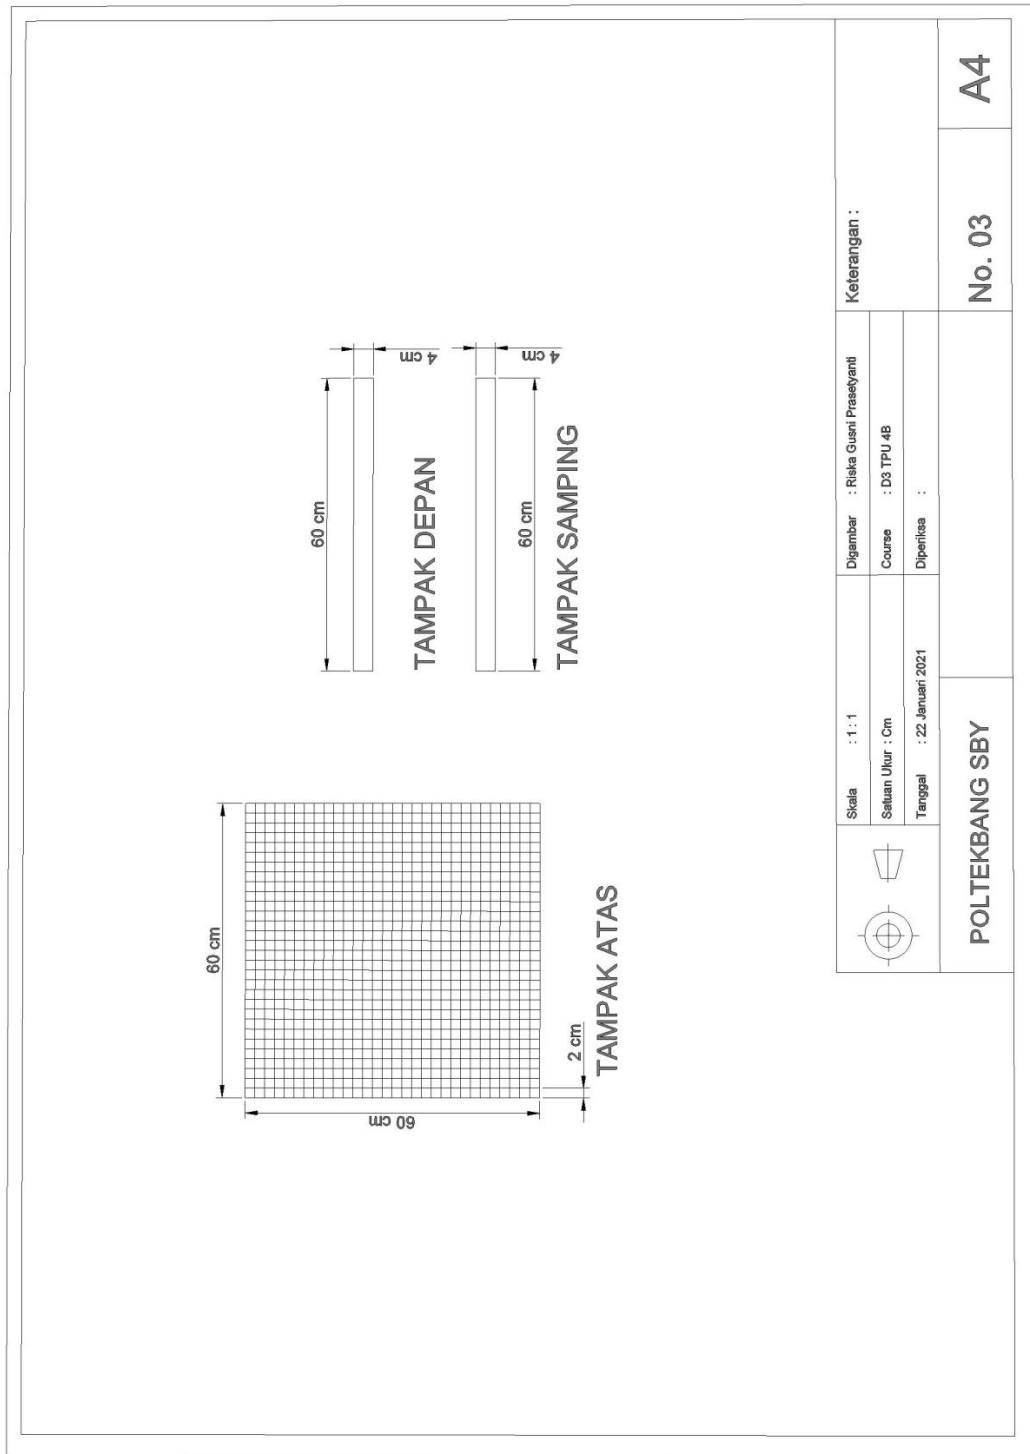 60 cm
60 cm
2 cm
TAMPAK ATAS
60 cm
4 cm
TAMPAK DEPAN
60 cm
4 cm
TAMPAK SAMPING
Skala : 1 : 1
Satuan Ukur : Cm
Tanggal : 22 Januari 2021
Digambar : Riska Gusni Prasetyanti
Course : D3 TPU 4B
Diperiksa :
Keterangan :
POLTEKBANG SBY
No. 03
A4